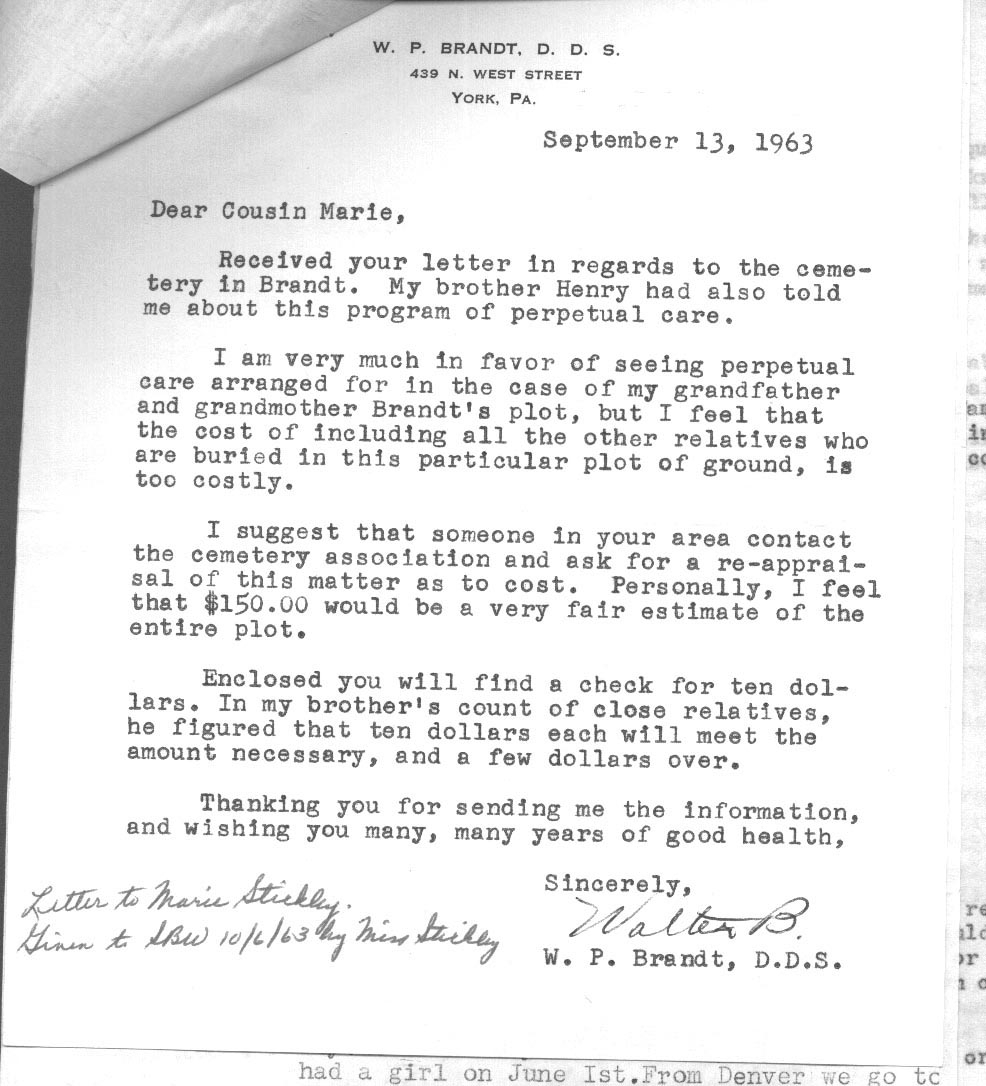 W. P. BRANDT, D. D. S.
439 N. WEST STREET
YORK, PA.
September 13, 1963
Dear Cousin Marie,
Received your letter in regards to the ceme-
tery in Brandt. My brother Henry had also told
me about this program of perpetual care.
I am very much in favor of seeing perpetual
care arranged for in the case of my grandfather
and grandmother Brandt's plot, but I feel that
the cost of including all the other relatives who
are buried in this particular plot of ground, is
too costly.
I suggest that someone in your area contact
the cemetery association and ask for a re-apprai-
sal of this matter as to cost. Personally, I feel
that $150.00 would be a very fair estimate of the
entire plot.
Enclosed you will find a check for ten dol-
lars. In my brother's count of close relatives,
he figured that ten dollars each will meet the
amount necessary, and a few dollars over.
Thanking you for sending me the information,
and wishing you many, many years of good health,
Sincerely,
Walter B.
W. P. Brandt, D.D.S.
Letter to Marie Stickley.
Given to SBW 10/6/63 by Miss Stickley
had a girl on June Ist.From Denver we go to